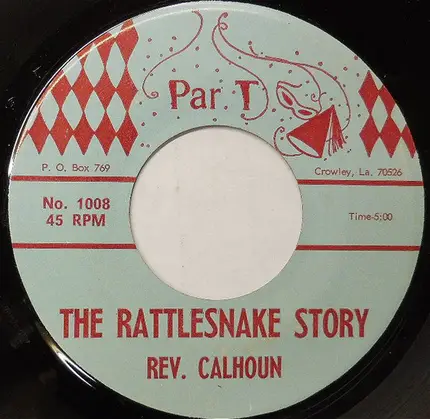 Par T
P. O. Box 769
Crowley, La. 70526
No. 1008
45 RPM
Time-5;00
THE RATTLESNAKE STORY
REV. CALHOUN